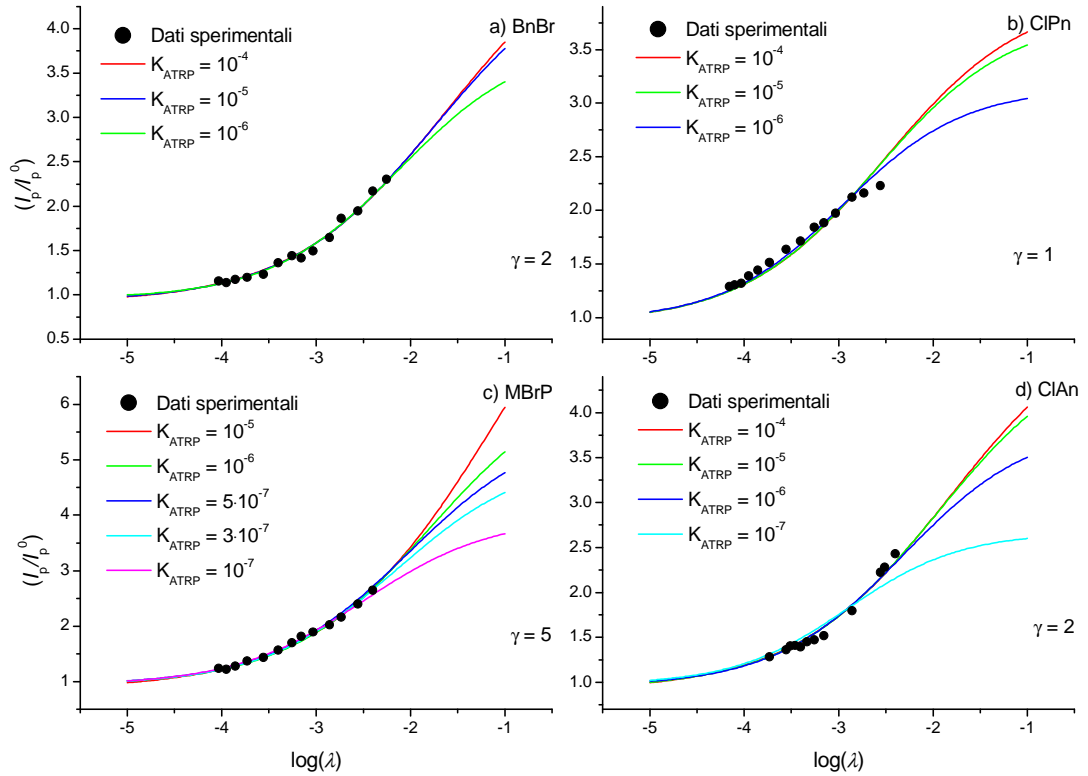 a) BnBr
Dati sperimentali
K_ATRP = 10^-4
K_ATRP = 10^-5
K_ATRP = 10^-6
γ = 2
(I_p/I_p^0)
4.0
3.5
3.0
2.5
2.0
1.5
1.0
0.5
-5 -4 -3 -2 -1
b) ClPn
Dati sperimentali
K_ATRP = 10^-4
K_ATRP = 10^-5
K_ATRP = 10^-6
γ = 1
3.5
3.0
2.5
2.0
1.5
1.0
-5 -4 -3 -2 -1
c) MBrP
Dati sperimentali
K_ATRP = 10^-5
K_ATRP = 10^-6
K_ATRP = 5·10^-7
K_ATRP = 3·10^-7
K_ATRP = 10^-7
γ = 5
(I_p/I_p^0)
6
5
4
3
2
1
-5 -4 -3 -2 -1
log(λ)
d) ClAn
Dati sperimentali
K_ATRP = 10^-4
K_ATRP = 10^-5
K_ATRP = 10^-6
K_ATRP = 10^-7
γ = 2
4.0
3.5
3.0
2.5
2.0
1.5
1.0
-5 -4 -3 -2 -1
log(λ)